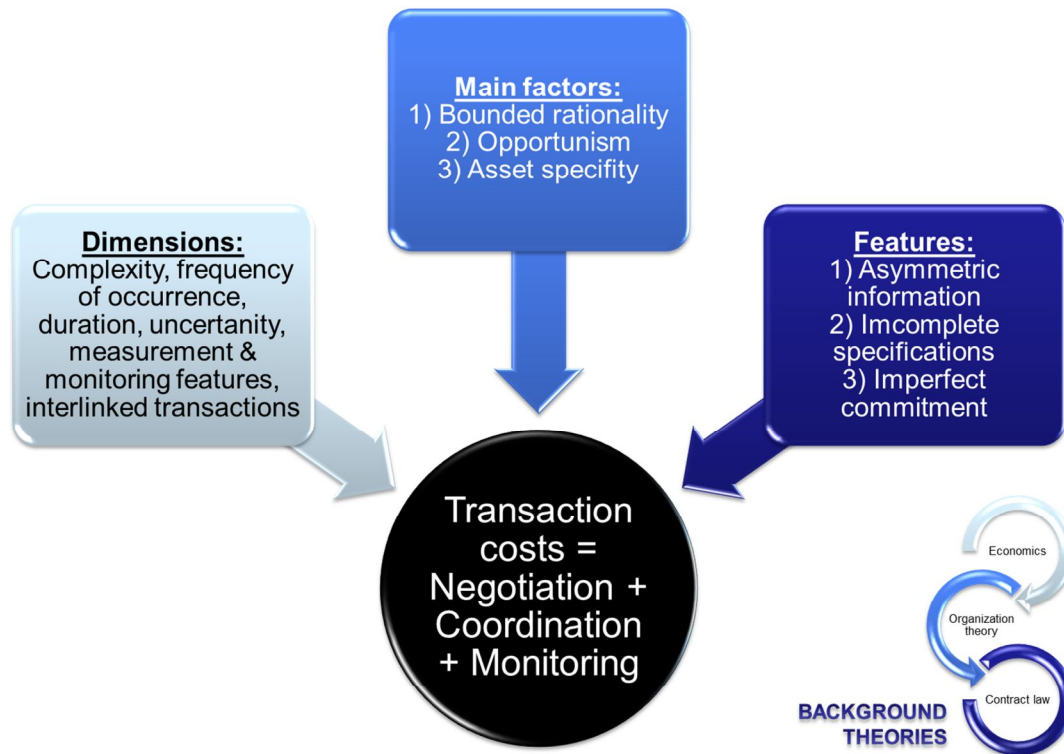 Main factors:
1) Bounded rationality
2) Opportunism
3) Asset specifity
Dimensions:
Complexity, frequency
of occurrence,
duration, uncertanity,
measurement &
monitoring features,
interlinked transactions
Features:
1) Asymmetric
information
2) Imcomplete
specifications
3) Imperfect
commitment
Transaction
costs =
Negotiation +
Coordination
+ Monitoring
Economics
Organization
theory
Contract law
BACKGROUND
THEORIES